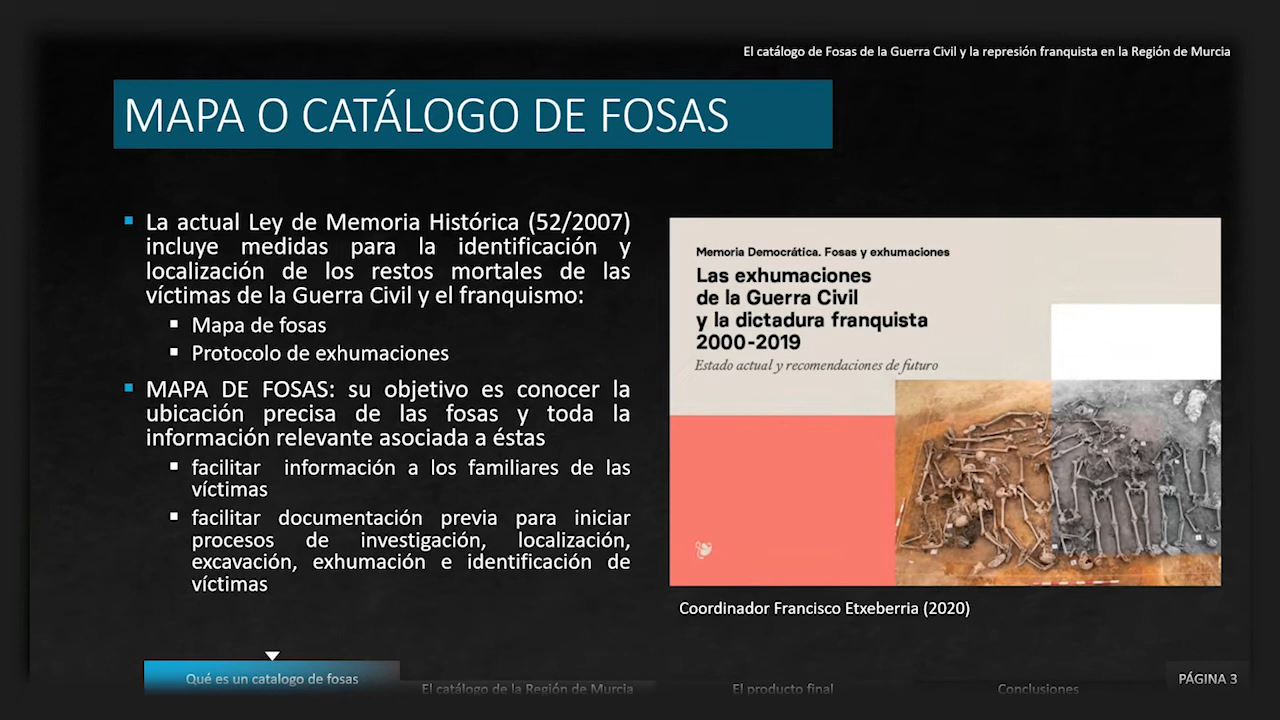 El catálogo de Fosas de la Guerra Civil y la represión franquista en la Región de Murcia
MAPA O CATÁLOGO DE FOSAS
La actual Ley de Memoria Histórica (52/2007)
incluye medidas para la identificación y
localización de los restos mortales de las
víctimas de la Guerra Civil y el franquismo:
Mapa de fosas
Protocolo de exhumaciones
MAPA DE FOSAS: su objetivo es conocer la
ubicación precisa de las fosas y toda la
información relevante asociada a éstas
facilitar información a los familiares de las
víctimas
facilitar documentación previa para iniciar
procesos de investigación, localización,
excavación, exhumación e identificación de
víctimas
Memoria Democrática. Fosas y exhumaciones
Las exhumaciones
de la Guerra Civil
y la dictadura franquista
2000-2019
Estado actual y recomendaciones de futuro
Coordinador Francisco Etxeberria (2020)
Qué es un catalogo de fosas
El catálogo de la Región de Murcia
El producto final
Conclusiones
PÁGINA 3